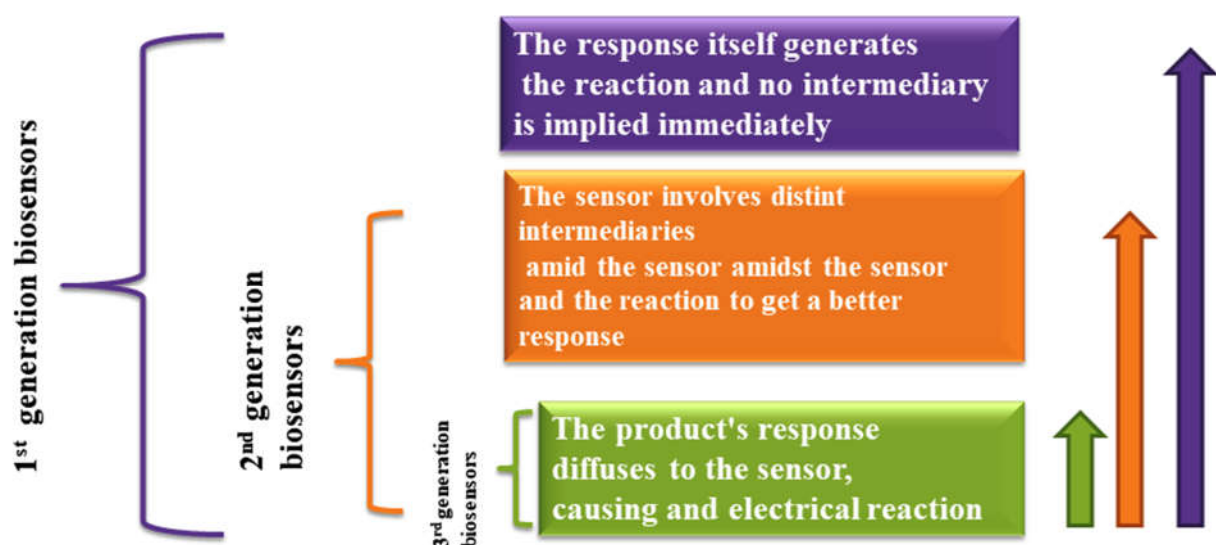 1st generation biosensors
2nd generation
biosensors
3rd generation
biosensors
The response itself generates
the reaction and no intermediary
is implied immediately
The sensor involves distint
intermediaries
amid the sensor amidst the sensor
and the reaction to get a better
response
The product's response
diffuses to the sensor,
causing and electrical reaction